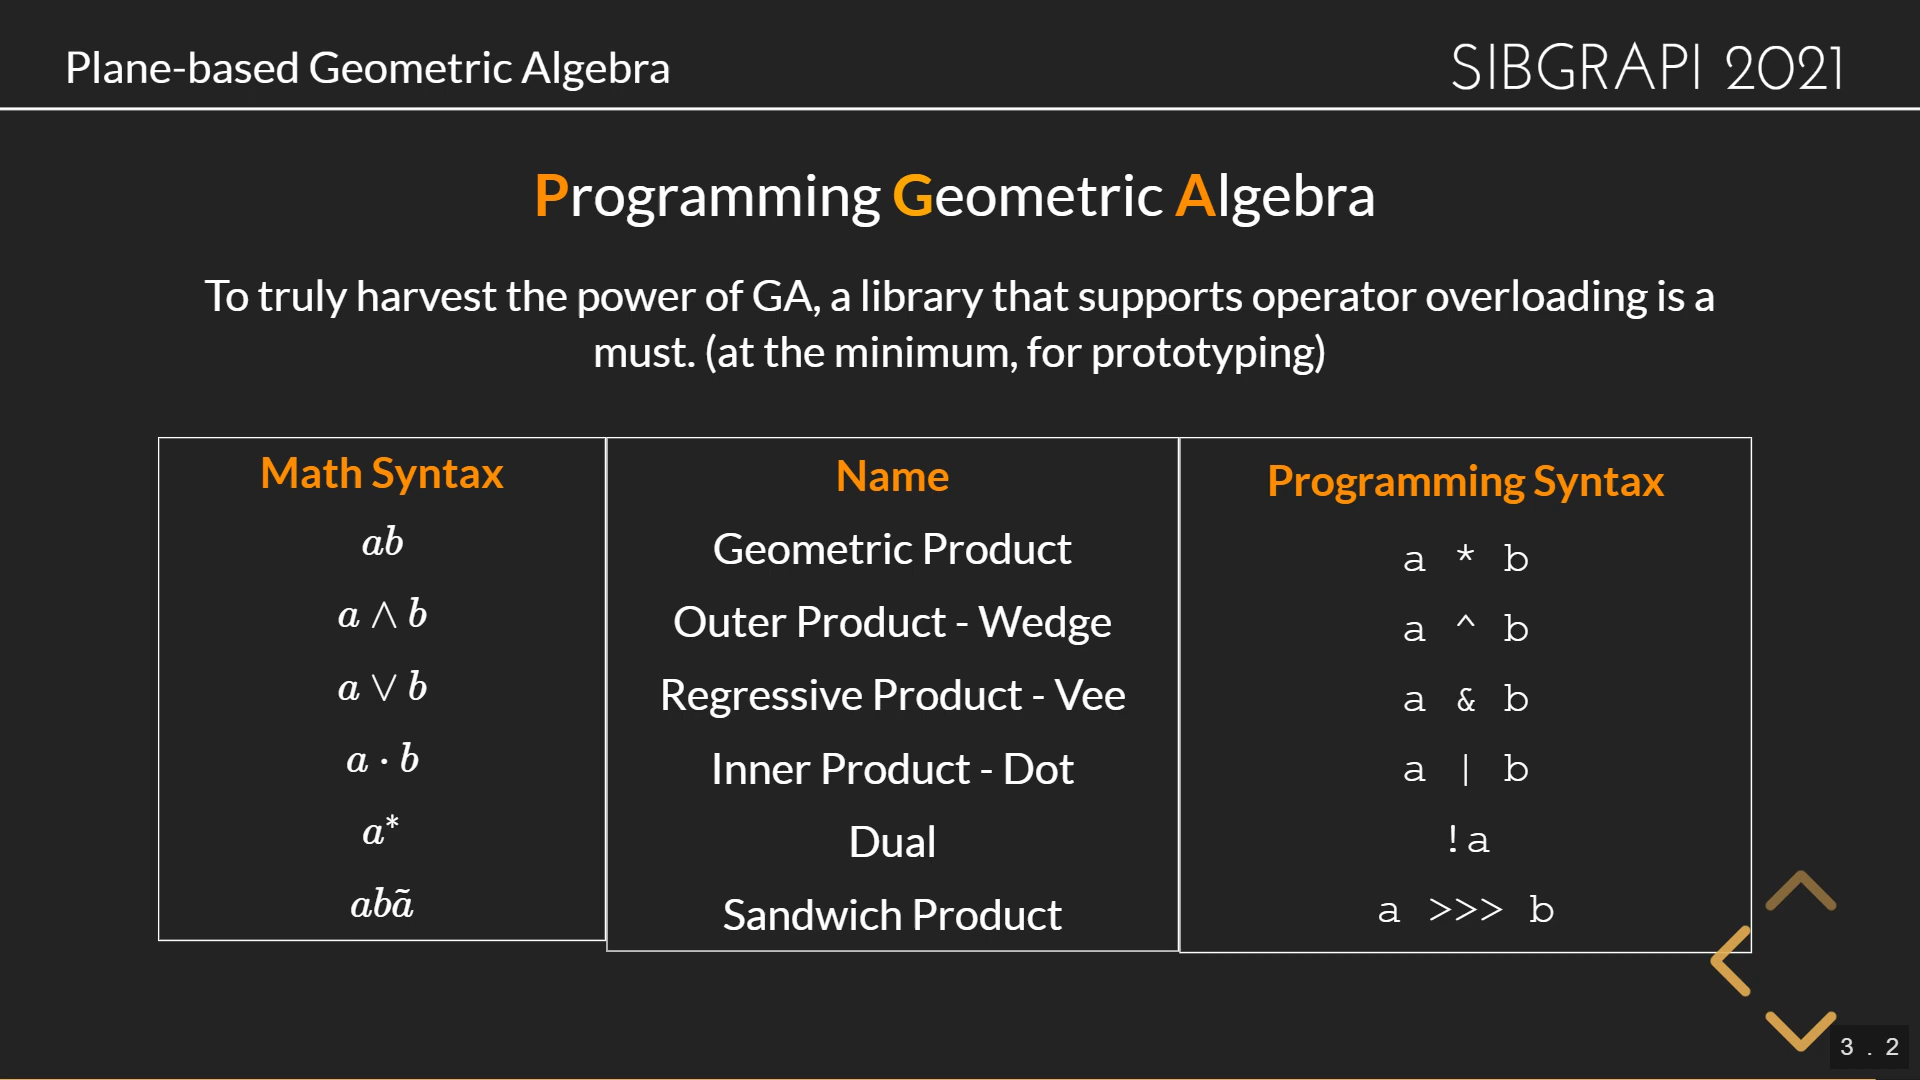 Plane-based Geometric Algebra
SIBGRAPI 2021
Programming Geometric Algebra
To truly harvest the power of GA, a library that supports operator overloading is a
must. (at the minimum, for prototyping)
Math Syntax
ab
a ∧ b
a ∨ b
a · b
a*
abã
Name
Geometric Product
Outer Product - Wedge
Regressive Product - Vee
Inner Product - Dot
Dual
Sandwich Product
Programming Syntax
a * b
a ^ b
a & b
a | b
!a
a >>> b
3 . 2